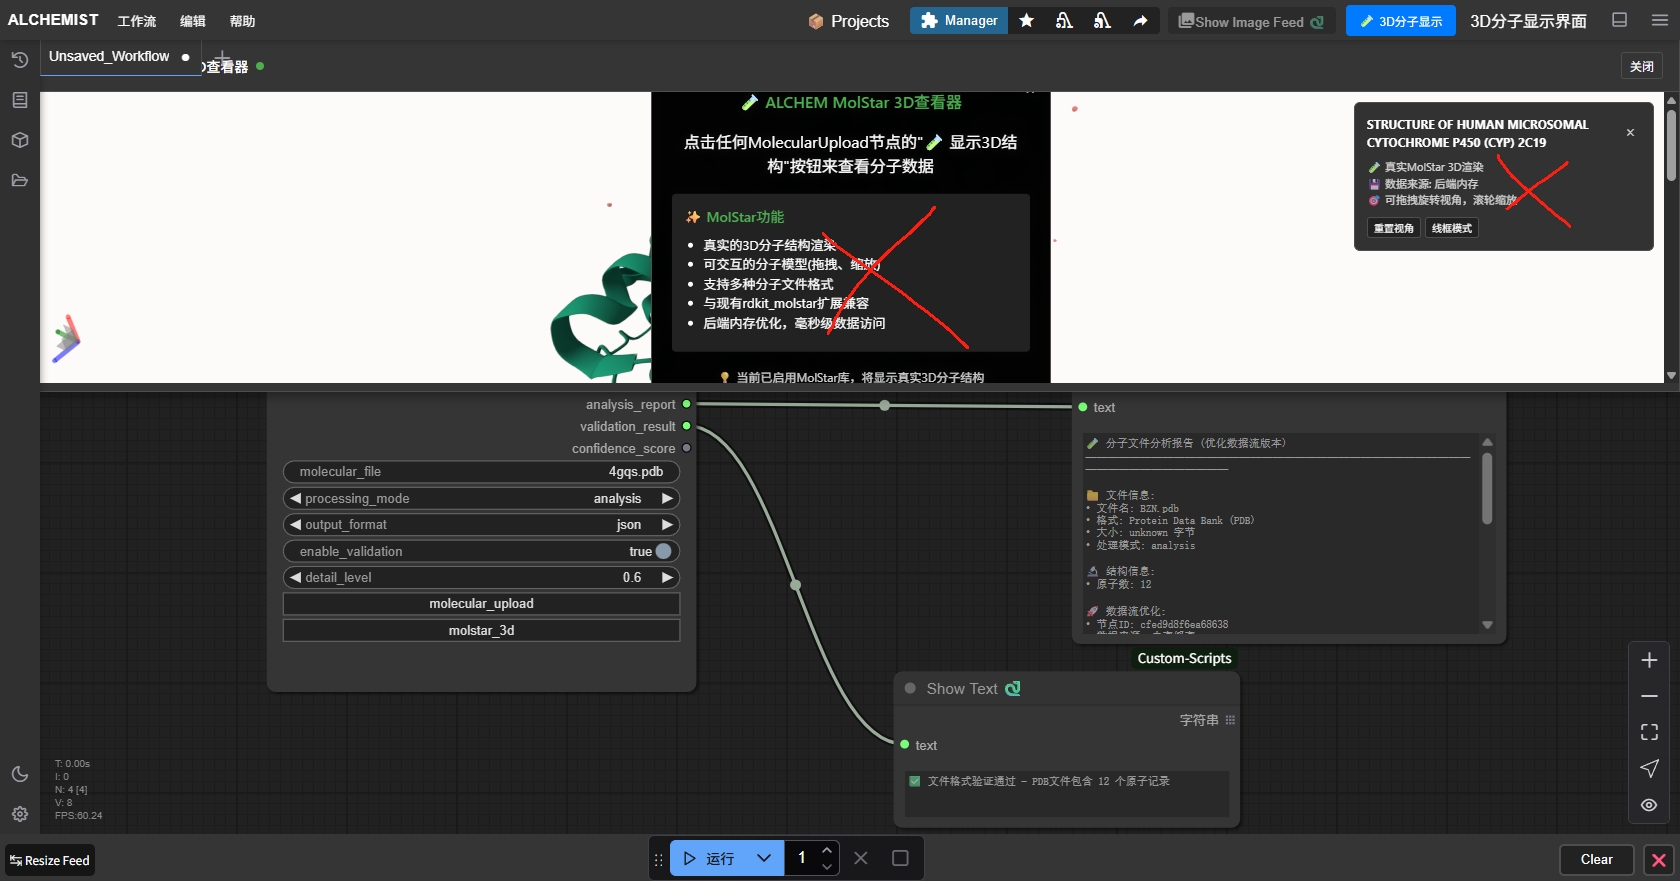 ALCHEMIST 工作流 编辑 帮助 Projects Manager Show Image Feed 3D分子显示 3D分子显示界面
Unsaved_Workflow
D查看器
关闭
ALCHEM MolStar 3D查看器
点击任何MolecularUpload节点的" 显示3D结
构"按钮来查看分子数据
MolStar功能
真实的3D分子结构渲染
可交互的分子模型(拖拽、缩放)
支持多种分子文件格式
与现有rdkit_molstar扩展兼容
后端内存优化，毫秒级数据访问
当前已启用MolStar库，将显示真实3D分子结构
STRUCTURE OF HUMAN MICROSOMAL
CYTOCHROME P450 (CYP) 2C19
真实MolStar 3D渲染
数据来源: 后端内存
可拖拽旋转视角，滚轮缩放
重置视角 线框模式
analysis_report
validation_result
confidence_score
molecular_file 4gqs.pdb
processing_mode analysis
output_format json
enable_validation true
detail_level 0.6
molecular_upload
molstar_3d
text
分子文件分析报告 (优化数据流版本)
文件信息:
• 文件名: BZN.pdb
• 格式: Protein Data Bank (PDB)
• 大小: unknown 字节
• 处理模式: analysis
结构信息:
• 原子数: 12
数据流优化:
• 节点ID: cfed9d8f6ea68638
Custom-Scripts
Show Text
字符串
text
文件格式验证通过 - PDB文件包含 12 个原子记录
T: 0.00s
I: 0
N: 4 [4]
V: 8
FPS:60.24
Resize Feed
运行 1
Clear